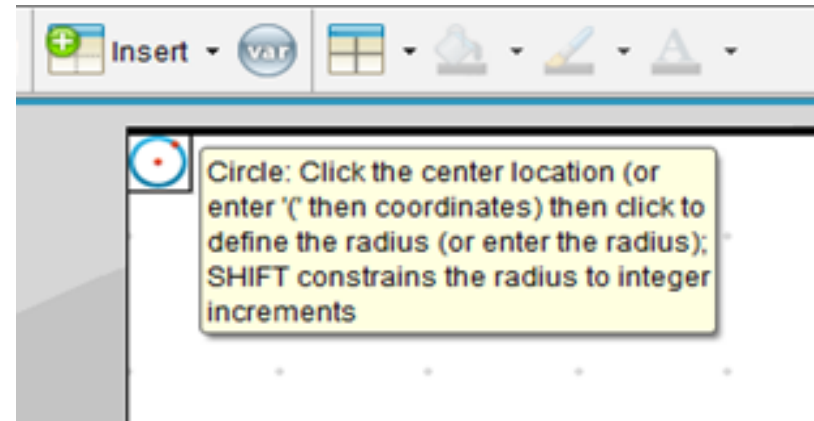 Insert
var
A
Circle: Click the center location (or
enter '(' then coordinates) then click to
define the radius (or enter the radius);
SHIFT constrains the radius to integer
increments